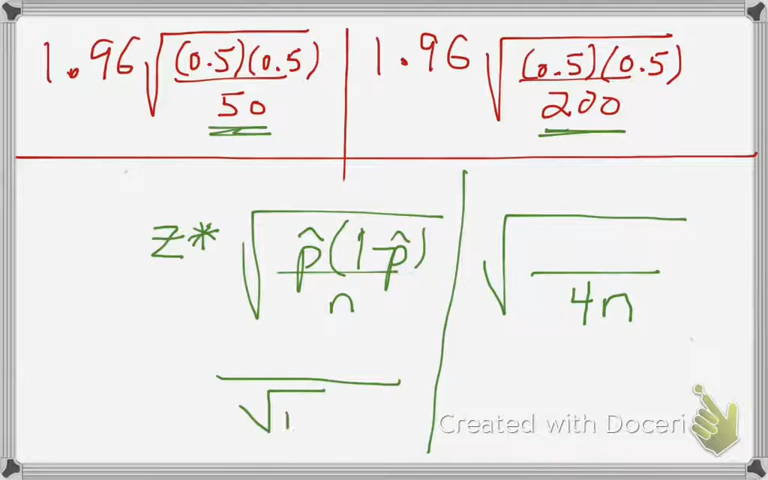 1.96 √((0.5)(0.5)/50)
1.96 √((0.5)(0.5)/200)
z* √(p̂(1-p̂)/n)
√( /4n)
√1
Created with Doceri